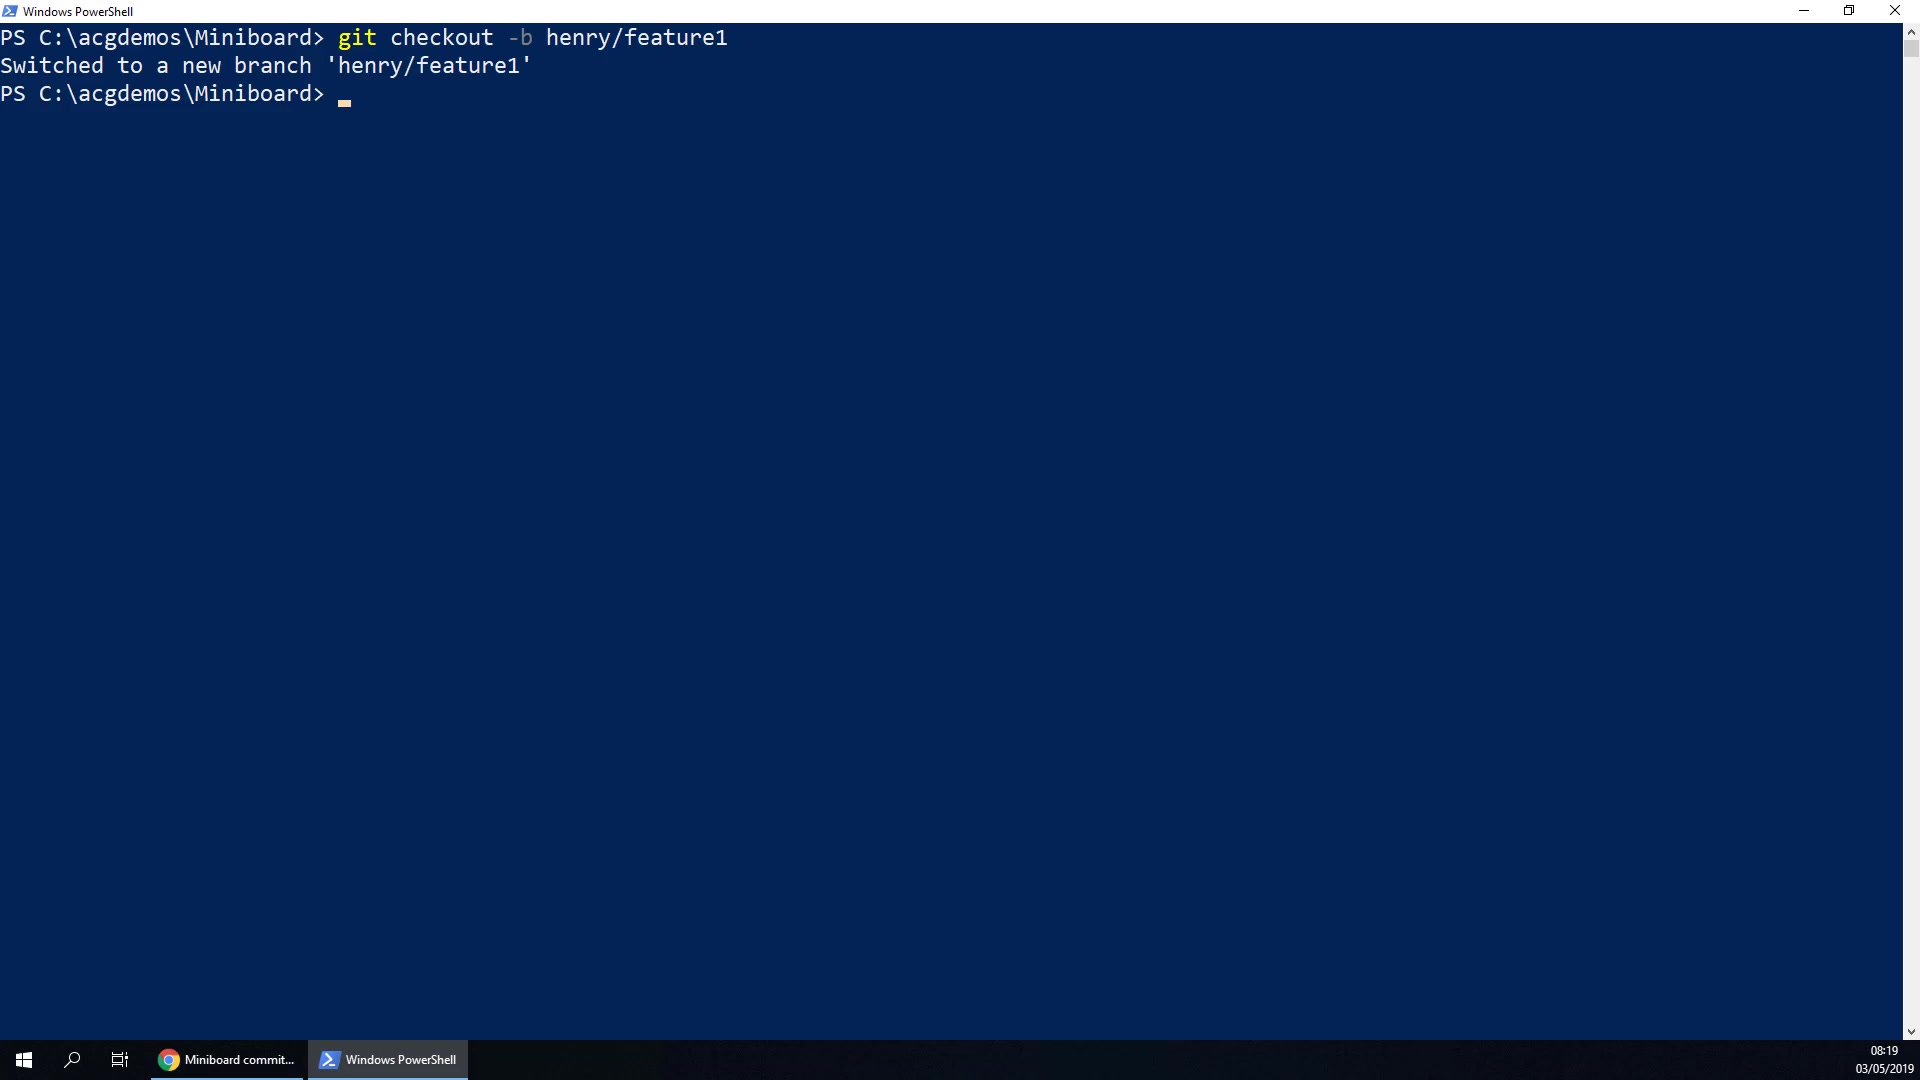 Windows PowerShell
PS C:\acgdemos\Miniboard> git checkout -b henry/feature1
Switched to a new branch 'henry/feature1'
PS C:\acgdemos\Miniboard>
Miniboard commit...
Windows PowerShell
08:19
03/05/2019